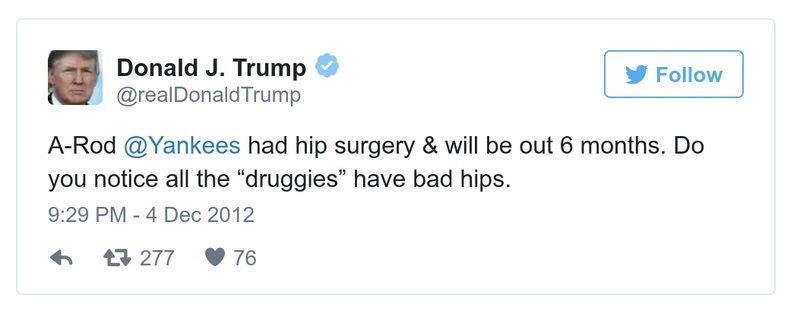 Donald J. Trump
@realDonaldTrump
Follow
A-Rod @Yankees had hip surgery & will be out 6 months. Do
you notice all the “druggies” have bad hips.
9:29 PM - 4 Dec 2012
277 76